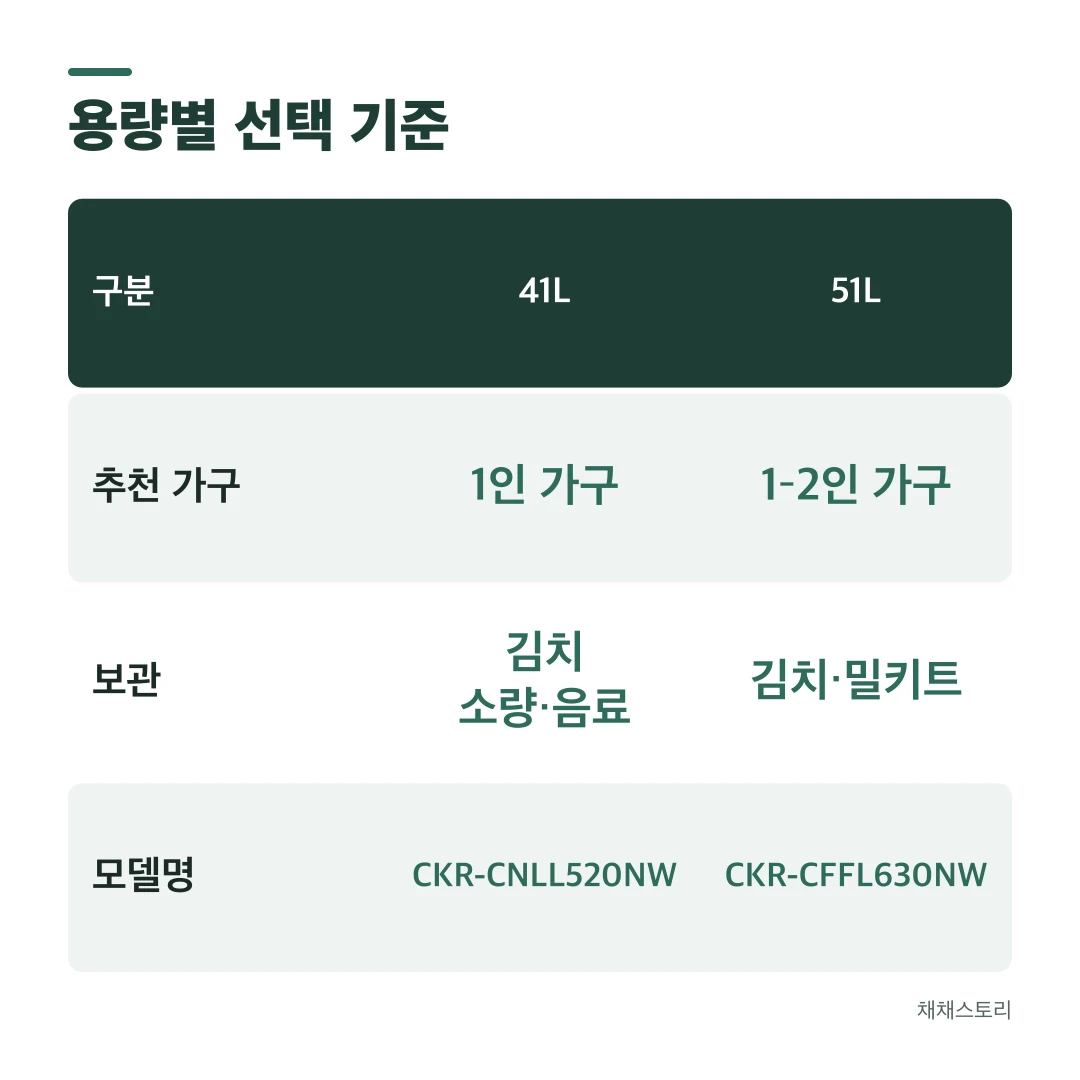 용량별 선택 기준
구분 41L 51L
추천 가구 1인 가구 1-2인 가구
보관 김치 소량·음료 김치·밀키트
모델명 CKR-CNLL520NW CKR-CFFL630NW
채채스토리